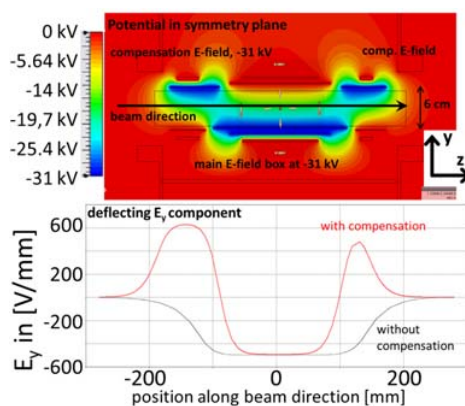 Potential in symmetry plane
0 kV
-5.64 kV
-14 kV
-19,7 kV
-25.4 kV
-31 kV
compensation E-field, -31 kV
comp. E-field
6 cm
beam direction
y
z
main E-field box at -31 kV
deflecting Ey component
with compensation
without
compensation
Ey in [V/mm]
600
200
-200
-600
-200
0
200
position along beam direction [mm]